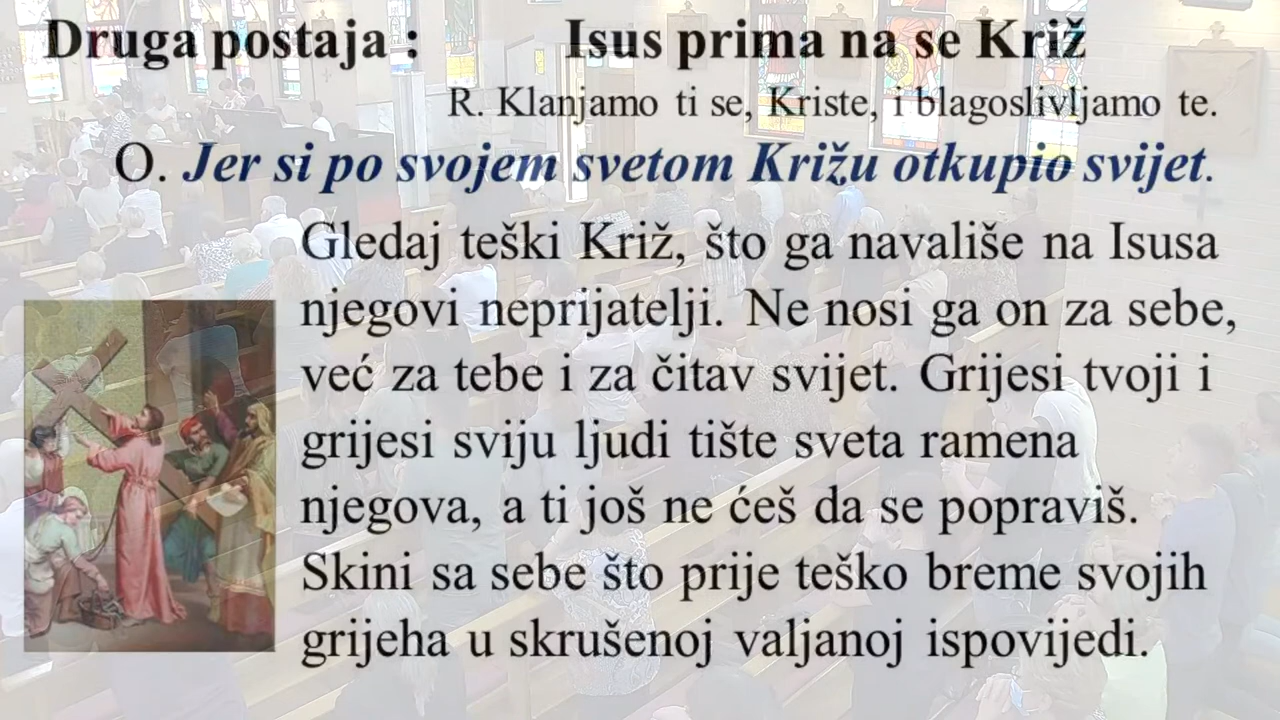 Druga postaja : Isus prima na se Križ
R. Klanjamo ti se, Kriste, i blagoslivljamo te.
O. Jer si po svojem svetom Križu otkupio svijet.
Gledaj teški Križ, što ga navališe na Isusa
njegovi neprijatelji. Ne nosi ga on za sebe,
već za tebe i za čitav svijet. Grijesi tvoji i
grijesi sviju ljudi tište sveta ramena
njegova, a ti još ne ćeš da se popraviš.
Skini sa sebe što prije teško breme svojih
grijeha u skrušenoj valjanoj ispovijedi.